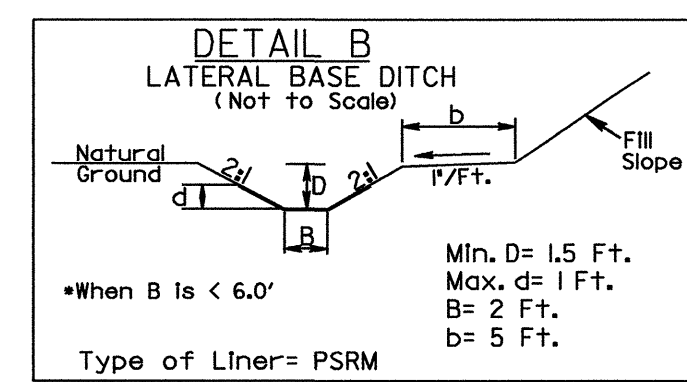 DETAIL B
LATERAL BASE DITCH
(Not to Scale)
b
Natural
Ground
2:1
D
2:1
1"/Ft.
Fill
Slope
d
B
Min. D= 1.5 Ft.
Max. d= 1 Ft.
B= 2 Ft.
b= 5 Ft.
*When B is < 6.0'
Type of Liner= PSRM